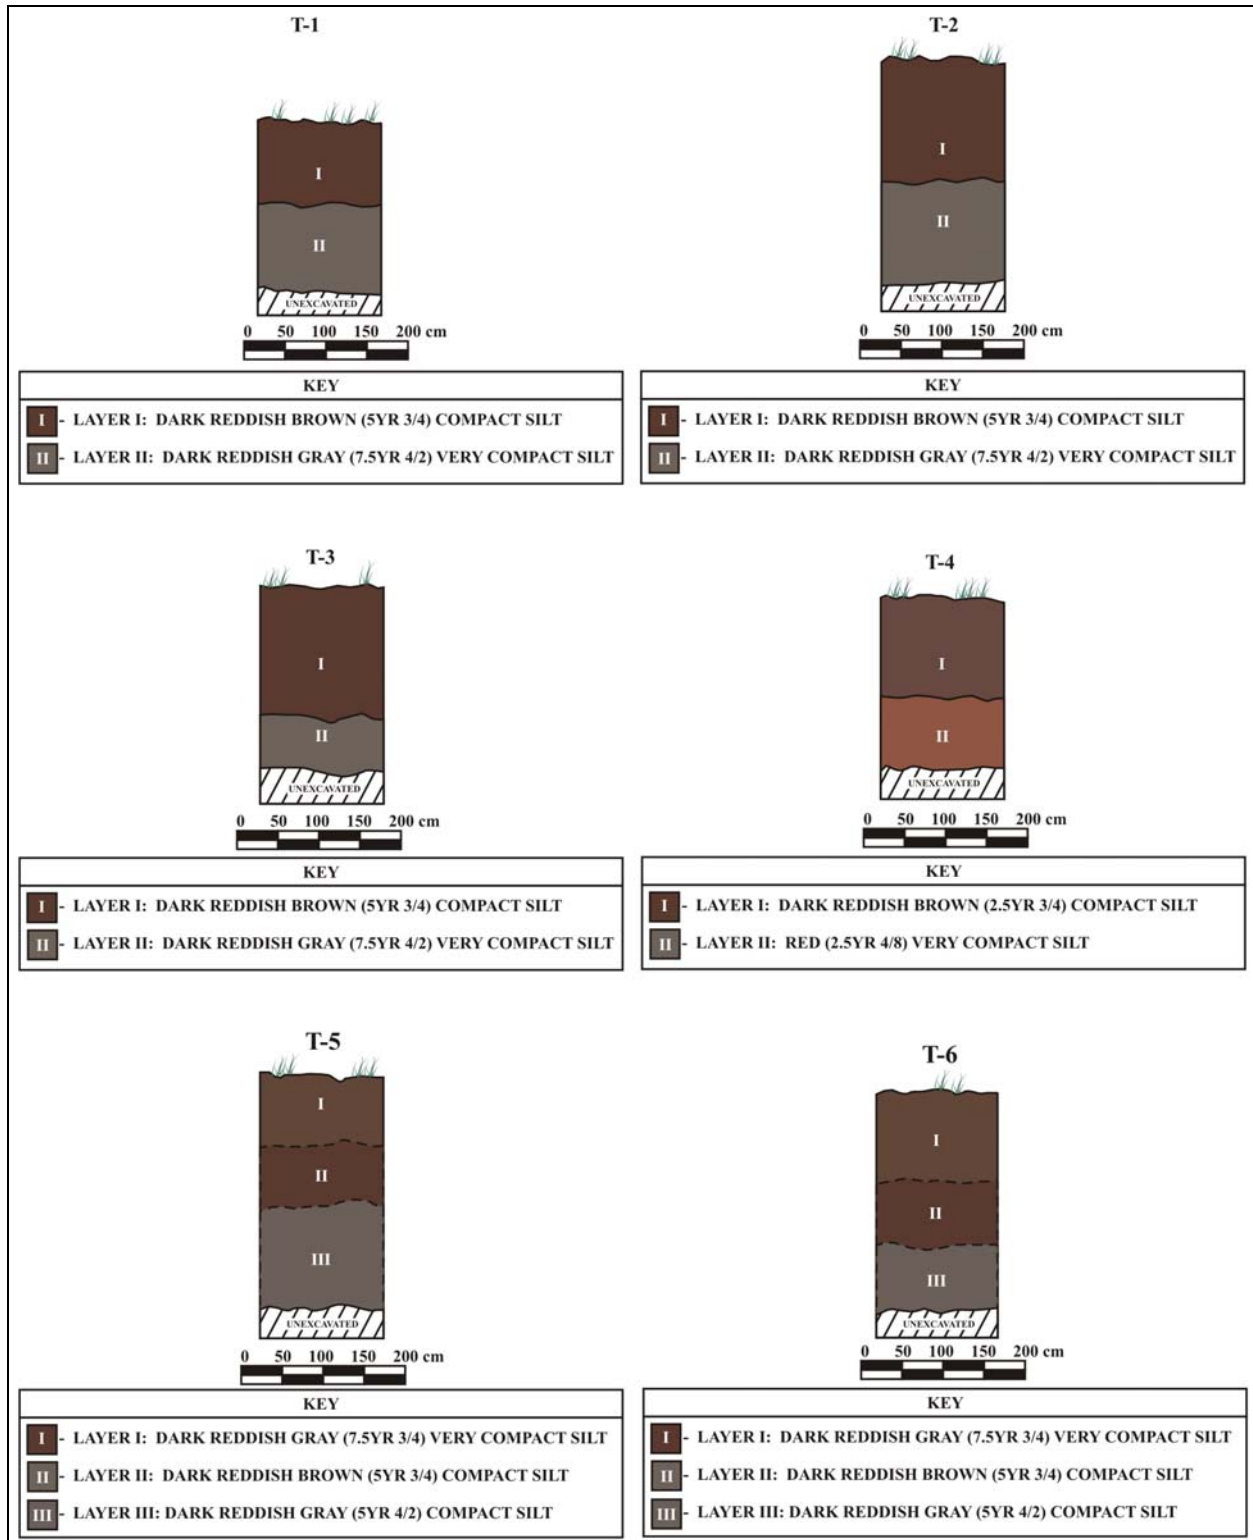 T-1
I
II
UNEXCAVATED
0 50 100 150 200 cm
KEY
I - LAYER I: DARK REDDISH BROWN (5YR 3/4) COMPACT SILT
II - LAYER II: DARK REDDISH GRAY (7.5YR 4/2) VERY COMPACT SILT
T-2
I
II
UNEXCAVATED
0 50 100 150 200 cm
KEY
I - LAYER I: DARK REDDISH BROWN (5YR 3/4) COMPACT SILT
II - LAYER II: DARK REDDISH GRAY (7.5YR 4/2) VERY COMPACT SILT
T-3
I
II
UNEXCAVATED
0 50 100 150 200 cm
KEY
I - LAYER I: DARK REDDISH BROWN (5YR 3/4) COMPACT SILT
II - LAYER II: DARK REDDISH GRAY (7.5YR 4/2) VERY COMPACT SILT
T-4
I
II
UNEXCAVATED
0 50 100 150 200 cm
KEY
I - LAYER I: DARK REDDISH BROWN (2.5YR 3/4) COMPACT SILT
II - LAYER II: RED (2.5YR 4/8) VERY COMPACT SILT
T-5
I
II
III
UNEXCAVATED
0 50 100 150 200 cm
KEY
I - LAYER I: DARK REDDISH GRAY (7.5YR 3/4) VERY COMPACT SILT
II - LAYER II: DARK REDDISH BROWN (5YR 3/4) COMPACT SILT
III - LAYER III: DARK REDDISH GRAY (5YR 4/2) COMPACT SILT
T-6
I
II
III
UNEXCAVATED
0 50 100 150 200 cm
KEY
I - LAYER I: DARK REDDISH GRAY (7.5YR 3/4) VERY COMPACT SILT
II - LAYER II: DARK REDDISH BROWN (5YR 3/4) COMPACT SILT
III - LAYER III: DARK REDDISH GRAY (5YR 4/2) COMPACT SILT